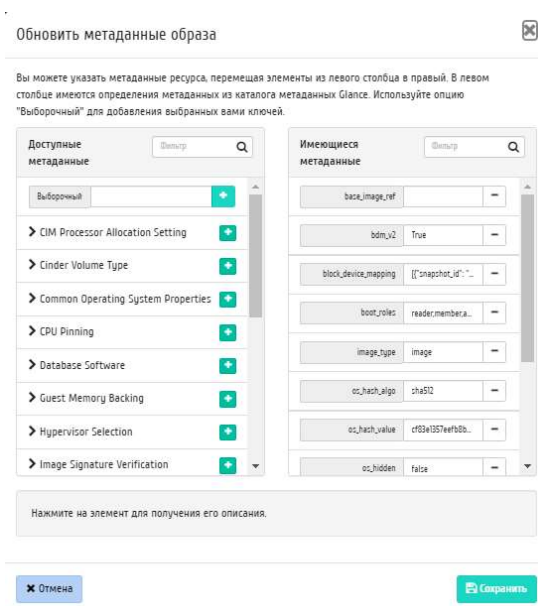 Обновить метаданные образа
Вы можете указать метаданные ресурса, перемещая элементы из левого столбца в правый. В левом
столбце имеются определения метаданных из каталога метаданных Glance. Используйте опцию
"Выборочный" для добавления выбранных вами ключей.
Доступные
метаданные
Фильтр
Выборочный
CIM Processor Allocation Setting
Cinder Volume Type
Common Operating System Properties
CPU Pinning
Database Software
Guest Memory Backing
Hypervisor Selection
Image Signature Verification
Имеющиеся
метаданные
Фильтр
base_image_ref
bdm_v2 True
block_device_mapping [{"snapshot_id": "...
boot_roles reader,member,a...
image_type image
os_hash_algo sha512
os_hash_value cf83e1357eefb8b...
os_hidden false
Нажмите на элемент для получения его описания.
Отмена
Сохранить